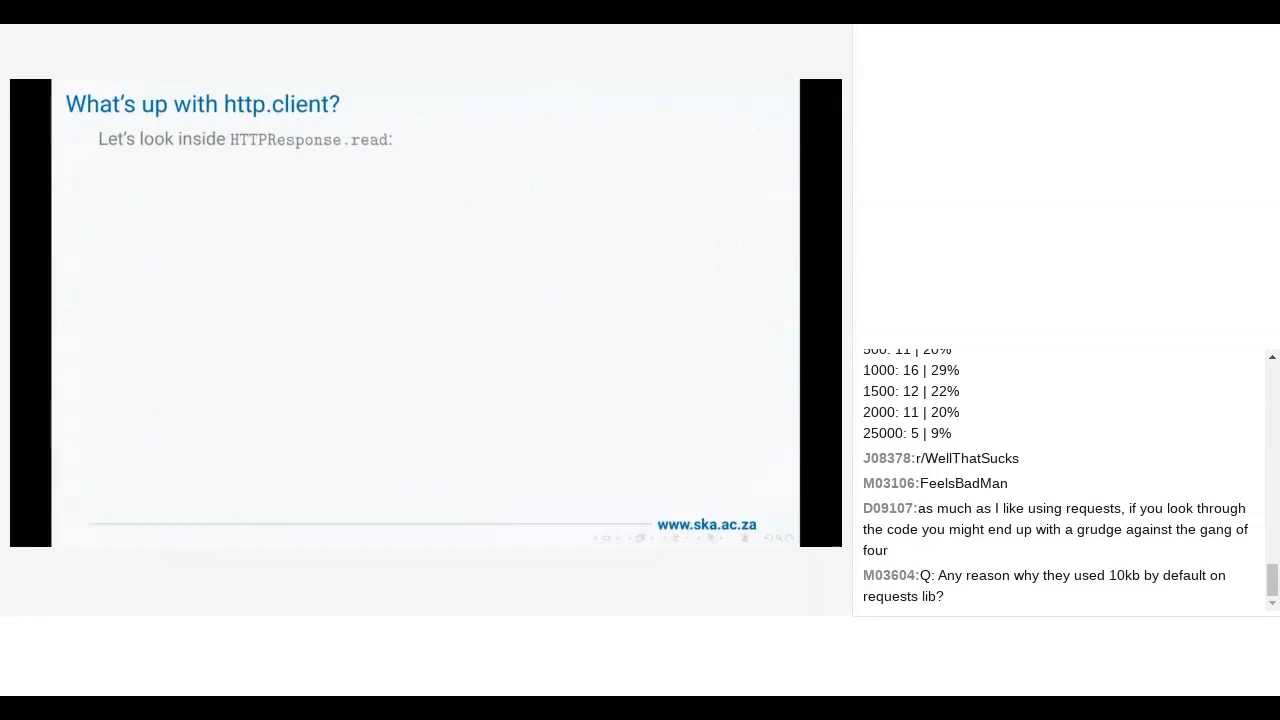 What's up with http.client?
Let's look inside HTTPResponse.read:
www.ska.ac.za
500: 11 | 20%
1000: 16 | 29%
1500: 12 | 22%
2000: 11 | 20%
25000: 5 | 9%
J08378:r/WellThatSucks
M03106:FeelsBadMan
D09107:as much as I like using requests, if you look through
the code you might end up with a grudge against the gang of
four
M03604:Q: Any reason why they used 10kb by default on
requests lib?